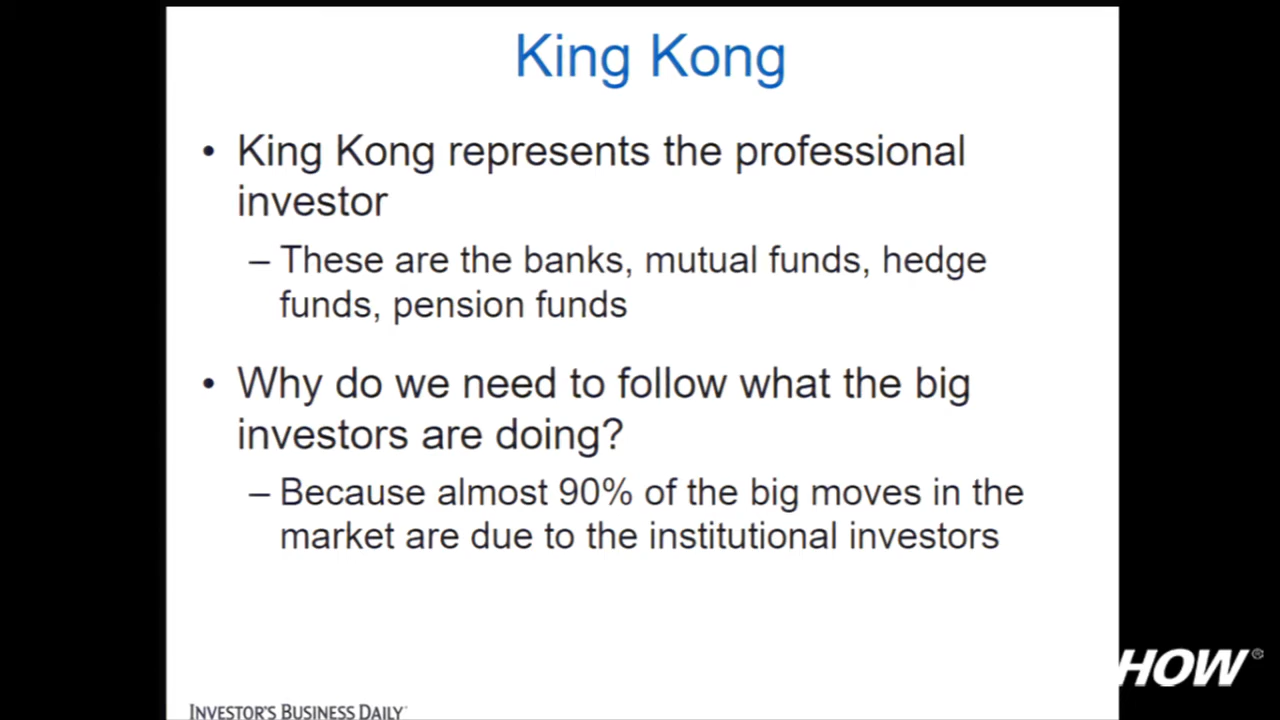 King Kong
• King Kong represents the professional
investor
– These are the banks, mutual funds, hedge
funds, pension funds
• Why do we need to follow what the big
investors are doing?
– Because almost 90% of the big moves in the
market are due to the institutional investors
HOW®
INVESTOR'S BUSINESS DAILY